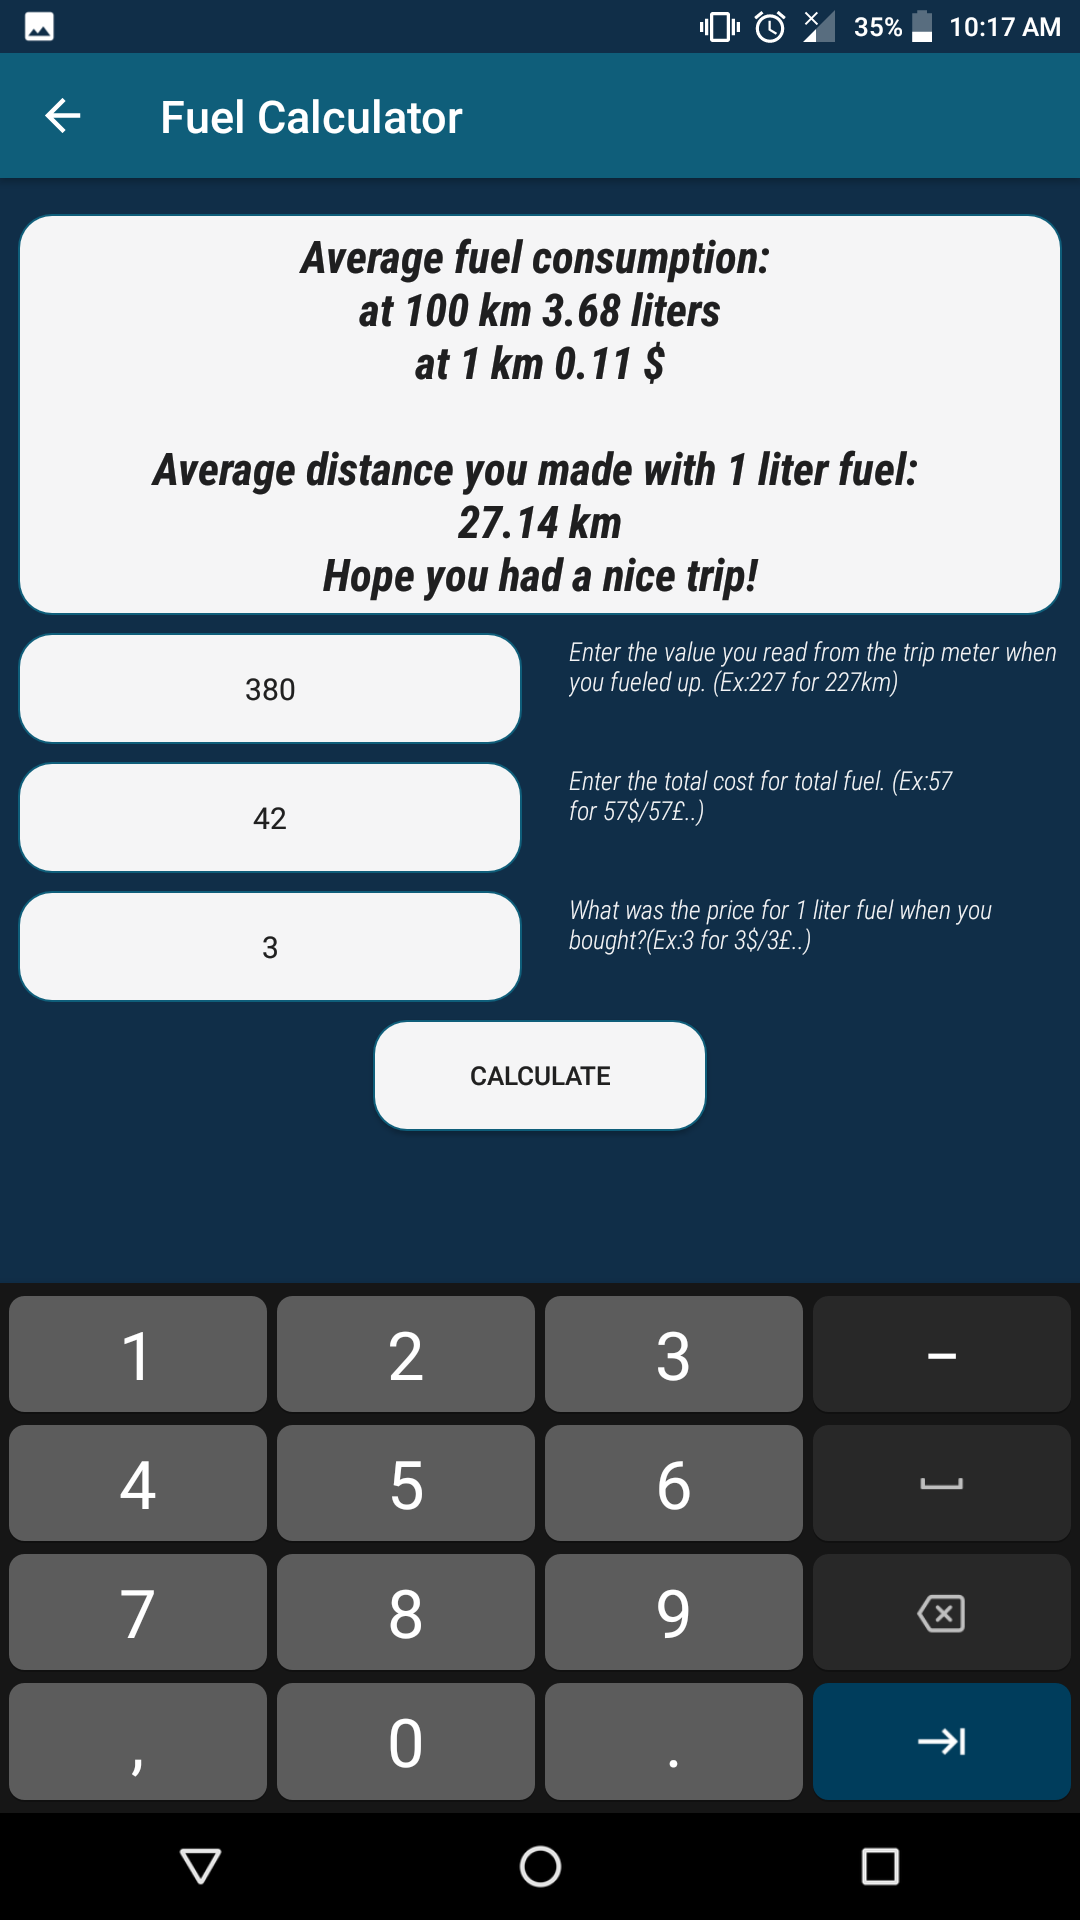 35% 10:17 AM
Fuel Calculator
Average fuel consumption:
at 100 km 3.68 liters
at 1 km 0.11 $
Average distance you made with 1 liter fuel:
27.14 km
Hope you had a nice trip!
380
Enter the value you read from the trip meter when
you fueled up. (Ex:227 for 227km)
42
Enter the total cost for total fuel. (Ex:57
for 57$/57£..)
3
What was the price for 1 liter fuel when you
bought?(Ex:3 for 3$/3£..)
CALCULATE
1 2 3 –
4 5 6
7 8 9
, 0 .